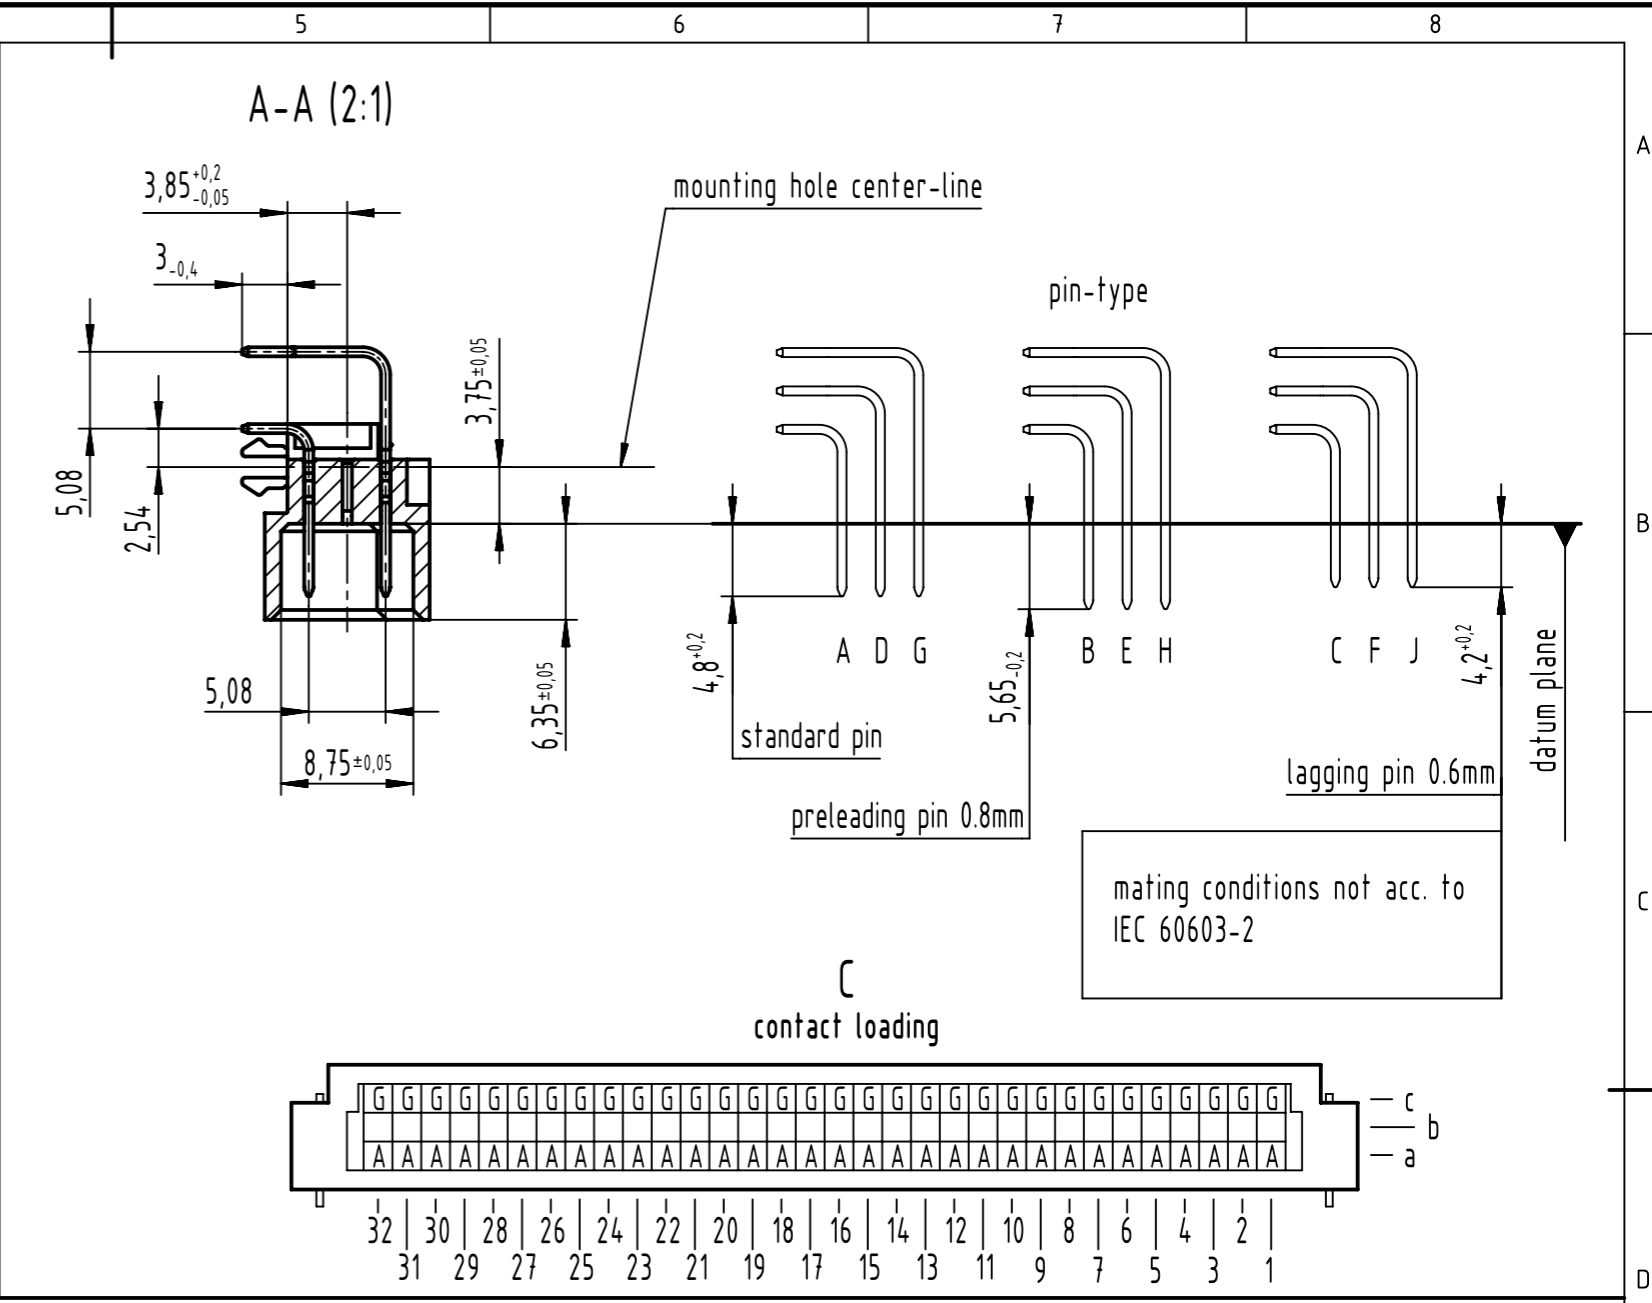 5 6 7 8
A-A (2:1)
A
3,85 +0,2 -0,05
mounting hole center-line
3 -0,4
pin-type
3,75±0,05
5,08
2,54
B
4,8+0,2
A D G
5,65-0,2
B E H
C F J
4,2+0,2
datum plane
5,08
6,35±0,05
standard pin
8,75±0,05
lagging pin 0.6mm
preleading pin 0.8mm
mating conditions not acc. to
IEC 60603-2
C
C
contact loading
G G G G G G G G G G G G G G G G G G G G G G G G G G G G G G G G
c
b
A A A A A A A A A A A A A A A A A A A A A A A A A A A A A A A A
a
32 30 28 26 24 22 20 18 16 14 12 10 8 6 4 2
31 29 27 25 23 21 19 17 15 13 11 9 7 5 3 1
D